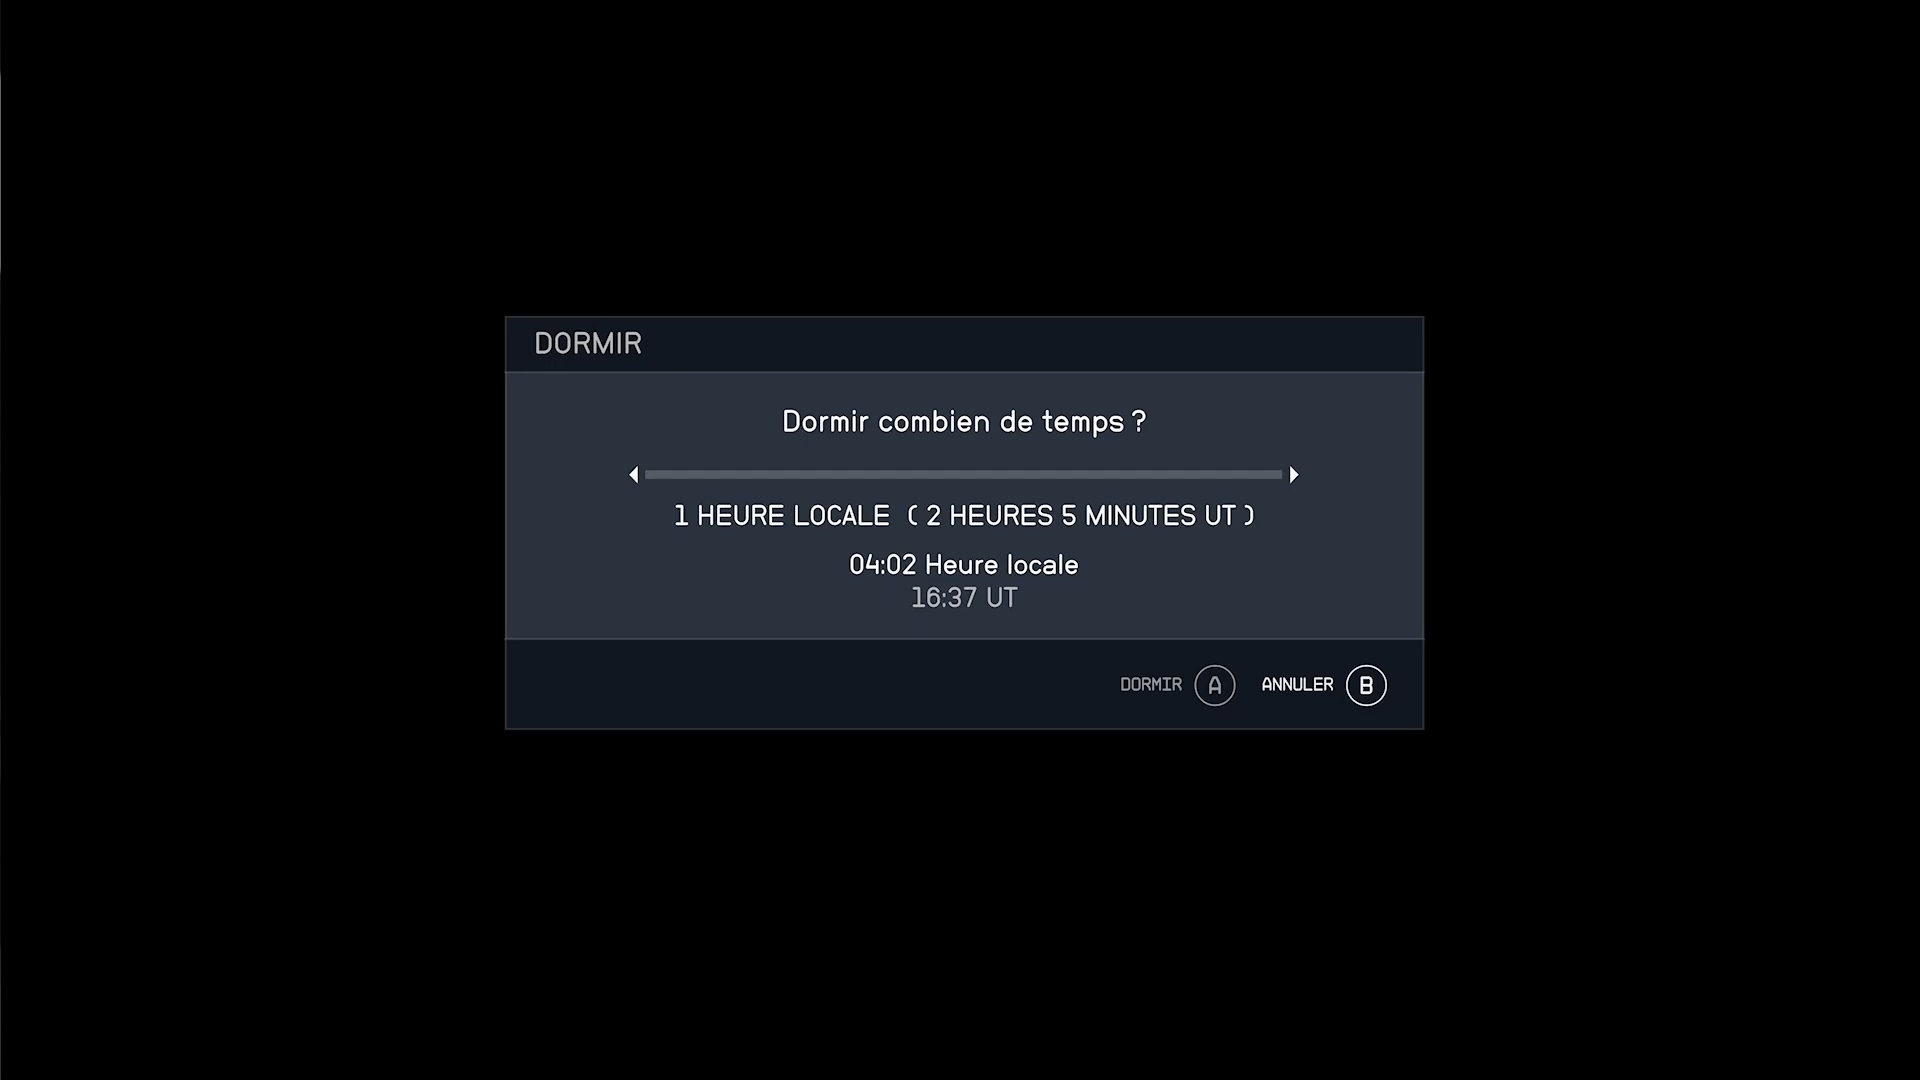 DORMIR
Dormir combien de temps ?
1 HEURE LOCALE ( 2 HEURES 5 MINUTES UT )
04:02 Heure locale
16:37 UT
DORMIR A ANNULER B